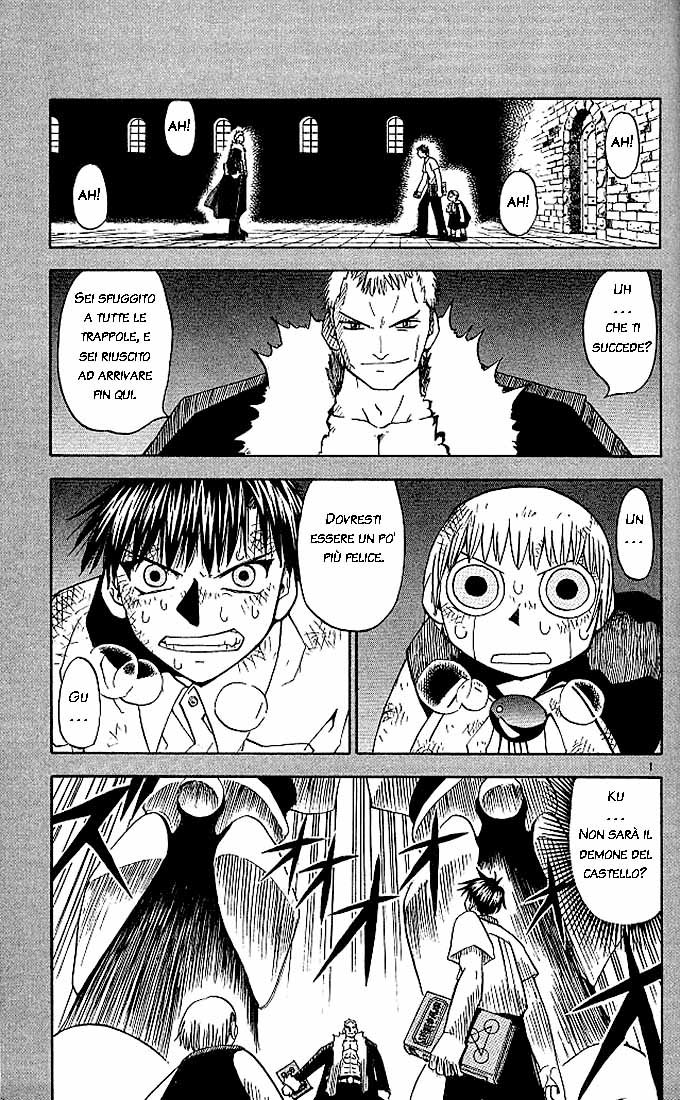 AH!
AH!
AH!
AH!
UH
...
CHE TI
SUCCEDE?
SEI SFUGGITO
A TUTTE LE
TRAPPOLE, E
SEI RIUSCITO
AD ARRIVARE
FIN QUI.
UN
...
DOVRESTI
ESSERE UN PO'
PIÙ FELICE.
GU
...
1
KU
...
NON SARÀ IL
DEMONE DEL
CASTELLO?